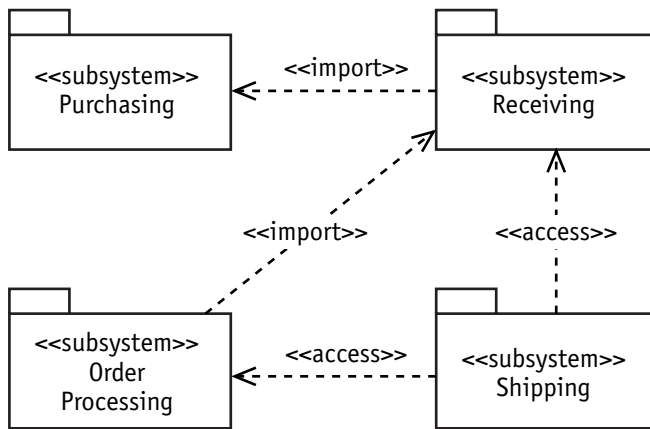 <<subsystem>>
Purchasing
<<import>>
<<subsystem>>
Receiving
<<import>>
<<access>>
<<subsystem>>
Order
Processing
<<access>>
<<subsystem>>
Shipping